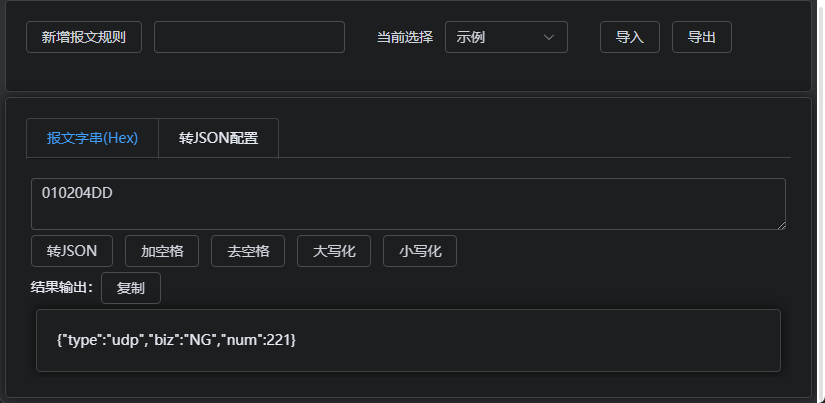 新增报文规则 当前选择 示例 导入 导出
报文字串(Hex) 转JSON配置
010204DD
转JSON 加空格 去空格 大写化 小写化
结果输出： 复制
{"type":"udp","biz":"NG","num":221}